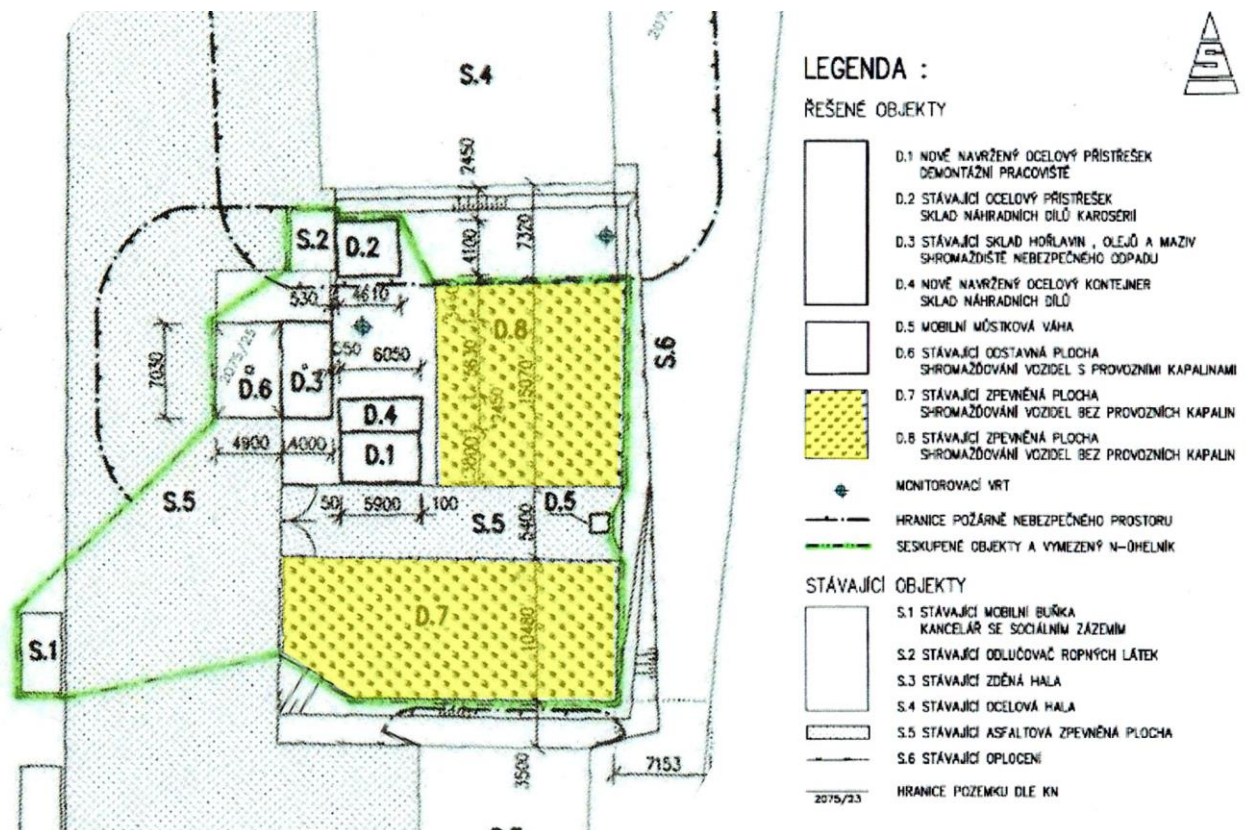 S.4
2450
S.2
D.2
4100
7320
530
4610
D.8
S.6
7030
2075/25
D.6
D.3
550
6050
3630
15070
2450
D.4
4900
4000
D.1
3800
S.5
50
5900
100
S.5
D.5
5400
D.7
10480
S.1
3500
7153
LEGENDA :
ŘEŠENÉ OBJEKTY
D.1 NOVĚ NAVRŽENÝ OCELOVÝ PŘÍSTŘEŠEK
DEMONTÁŽNÍ PRACOVIŠTĚ
D.2 STÁVAJÍCÍ OCELOVÝ PŘÍSTŘEŠEK
SKLAD NÁHRADNÍCH DÍLŮ KAROSÉRIÍ
D.3 STÁVAJÍCÍ SKLAD HOŘLAVIN , OLEJŮ A MAZIV
SHROMAŽDIŠTĚ NEBEZPEČNÉHO ODPADU
D.4 NOVĚ NAVRŽENÝ OCELOVÝ KONTEJNER
SKLAD NÁHRADNÍCH DÍLŮ
D.5 MOBILNÍ MŮSTKOVÁ VÁHA
D.6 STÁVAJÍCÍ ODSTAVNÁ PLOCHA
SHROMAŽĎOVÁNÍ VOZIDEL S PROVOZNÍMI KAPALINAMI
D.7 STÁVAJÍCÍ ZPEVNĚNÁ PLOCHA
SHROMAŽĎOVÁNÍ VOZIDEL BEZ PROVOZNÍCH KAPALIN
D.8 STÁVAJÍCÍ ZPEVNĚNÁ PLOCHA
SHROMAŽĎOVÁNÍ VOZIDEL BEZ PROVOZNÍCH KAPALIN
MONITOROVACÍ VRT
HRANICE POŽÁRNĚ NEBEZPEČNÉHO PROSTORU
SESKUPENÉ OBJEKTY A VYMEZENÝ N-ÚHELNÍK
STÁVAJÍCÍ OBJEKTY
S.1 STÁVAJÍCÍ MOBILNÍ BUŇKA
KANCELÁŘ SE SOCIÁLNÍM ZÁZEMÍM
S.2 STÁVAJÍCÍ ODLUČOVAČ ROPNÝCH LÁTEK
S.3 STÁVAJÍCÍ ZDĚNÁ HALA
S.4 STÁVAJÍCÍ OCELOVÁ HALA
S.5 STÁVAJÍCÍ ASFALTOVÁ ZPEVNĚNÁ PLOCHA
S.6 STÁVAJÍCÍ OPLOCENÍ
2075/23 HRANICE POZEMKU DLE KN
S